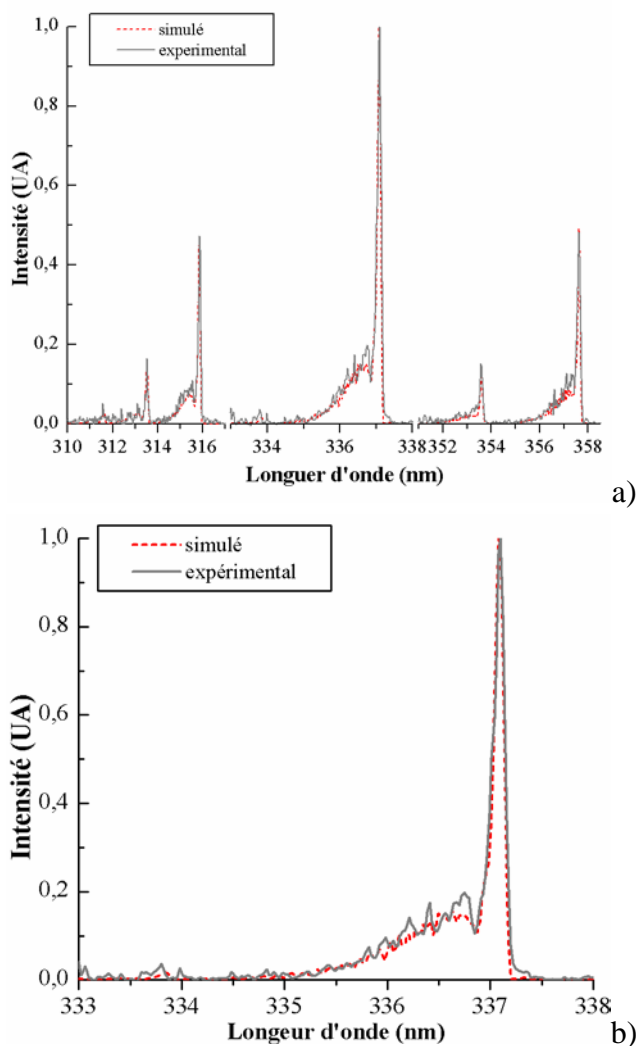 simulé
experimental
1,0
0,8
0,6
0,4
0,2
0,0
Intensité (UA)
310 312 314 316 334 336 338 352 354 356 358
Longuer d'onde (nm)
a)
simulé
expérimental
1,0
0,8
0,6
0,4
0,2
0,0
Intensité (UA)
333 334 335 336 337 338
Longeur d'onde (nm)
b)